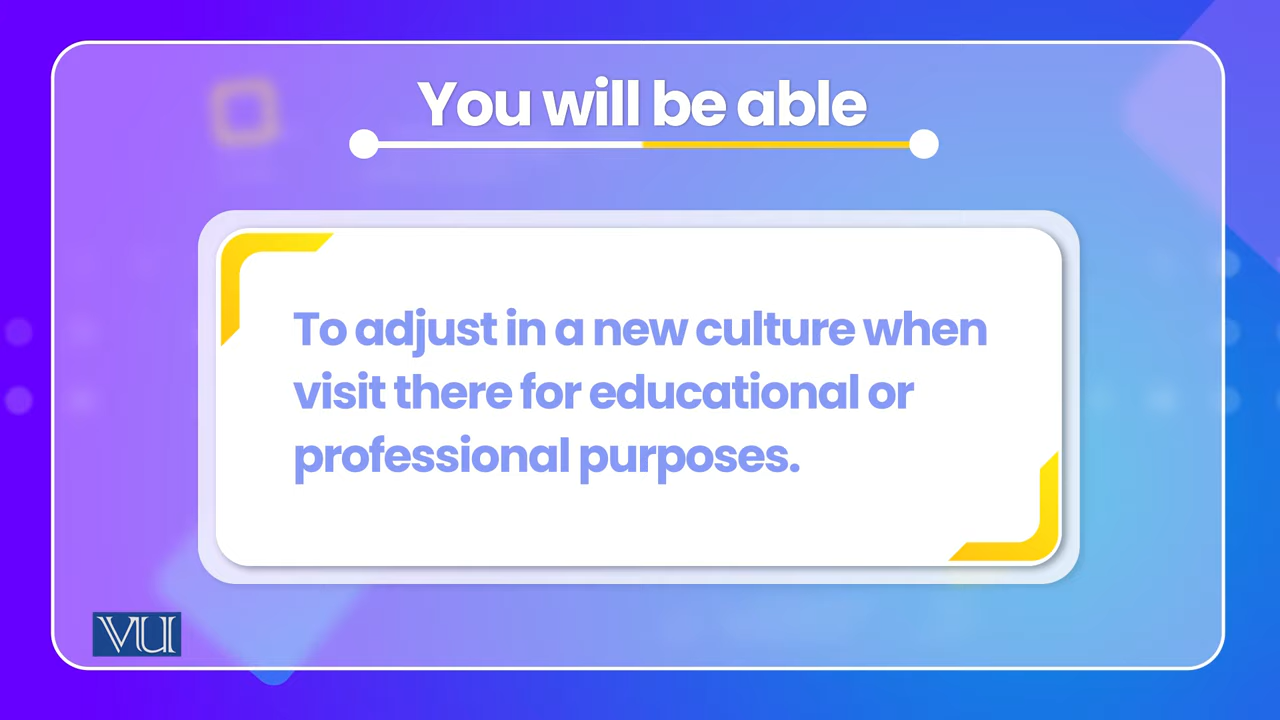 You will be able
To adjust in a new culture when
visit there for educational or
professional purposes.
VU